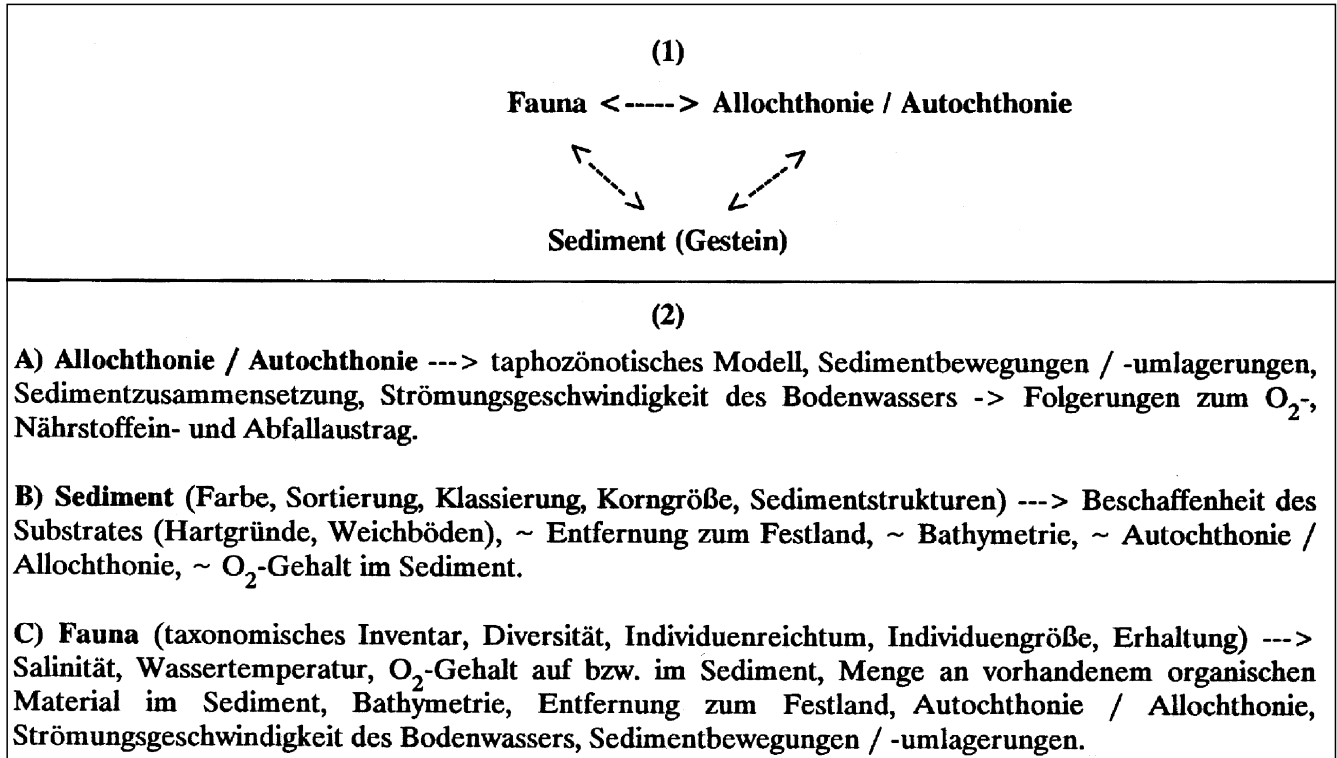 (1)
Fauna <-----> Allochthonie / Autochthonie
Sediment (Gestein)
(2)
A) Allochthonie / Autochthonie ---> taphozönotisches Modell, Sedimentbewegungen / -umlagerungen,
Sedimentzusammensetzung, Strömungsgeschwindigkeit des Bodenwassers -> Folgerungen zum O₂-,
Nährstoffein- und Abfallaustrag.
B) Sediment (Farbe, Sortierung, Klassierung, Korngröße, Sedimentstrukturen) ---> Beschaffenheit des
Substrates (Hartgründe, Weichböden), ~ Entfernung zum Festland, ~ Bathymetrie, ~ Autochthonie /
Allochthonie, ~ O₂-Gehalt im Sediment.
C) Fauna (taxonomisches Inventar, Diversität, Individuenreichtum, Individuengröße, Erhaltung) --->
Salinität, Wassertemperatur, O₂-Gehalt auf bzw. im Sediment, Menge an vorhandenem organischen
Material im Sediment, Bathymetrie, Entfernung zum Festland, Autochthonie / Allochthonie,
Strömungsgeschwindigkeit des Bodenwassers, Sedimentbewegungen / -umlagerungen.